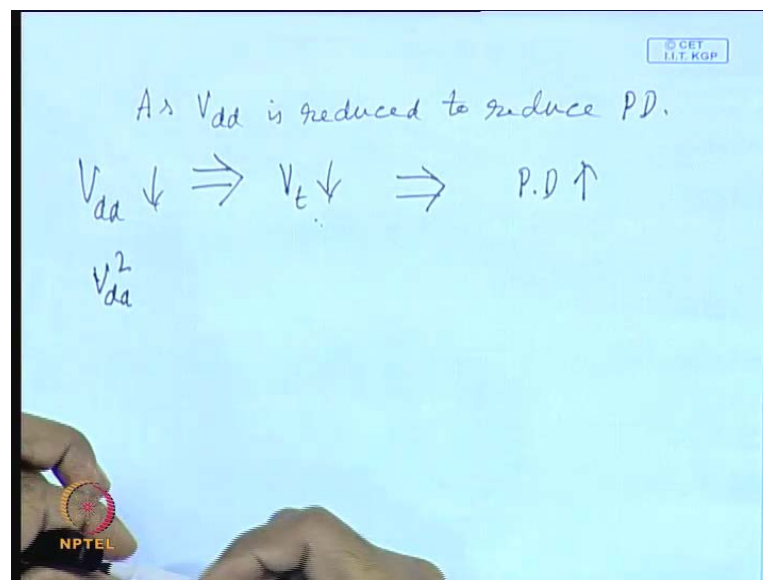 © CET
I.I.T. KGP
As Vdd is reduced to reduce PD.
Vdd ↓ ⇒ Vt ↓ ⇒ P.D ↑
Vdd²
NPTEL